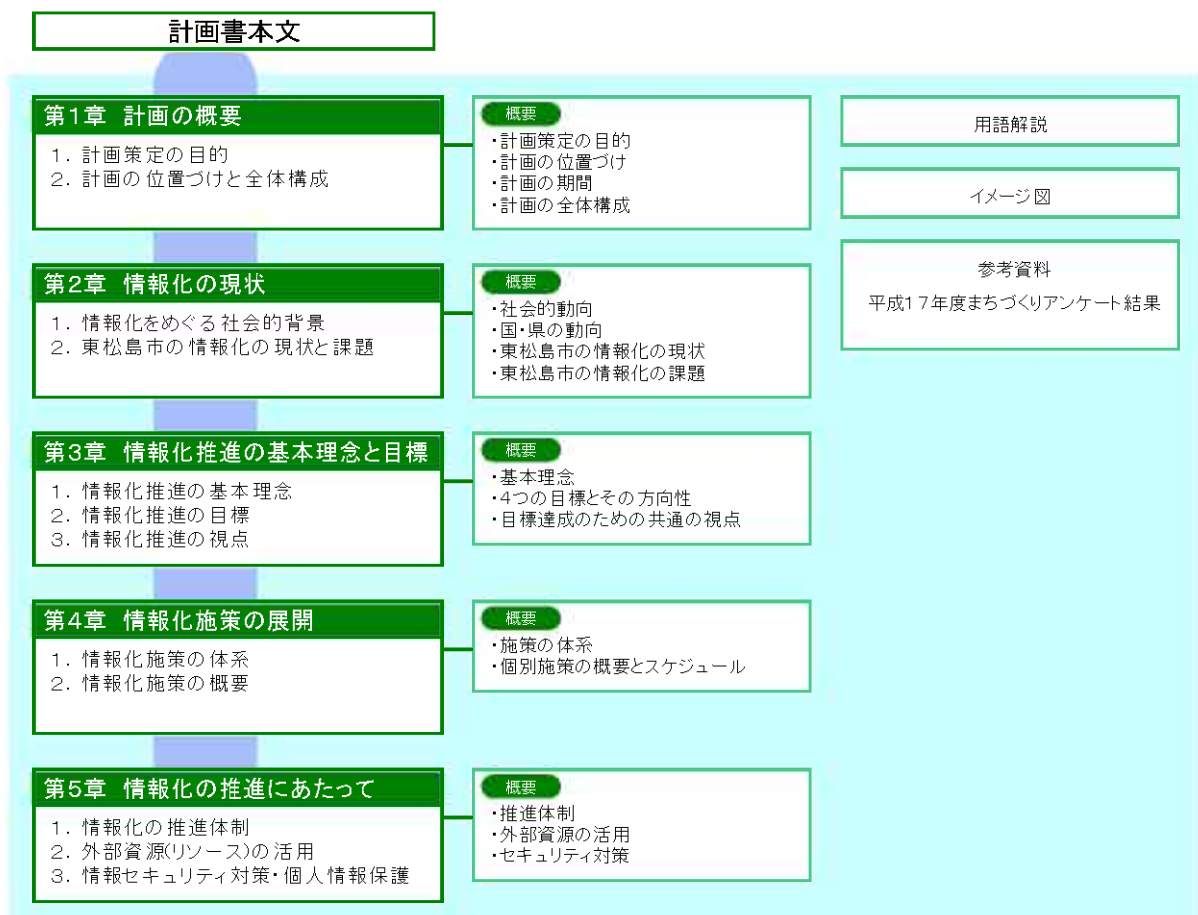 計画書本文
第1章 計画の概要
1. 計画策定の目的
2. 計画の位置づけと全体構成
概要
・計画策定の目的
・計画の位置づけ
・計画の期間
・計画の全体構成
第2章 情報化の現状
1. 情報化をめぐる社会的背景
2. 東松島市の情報化の現状と課題
概要
・社会的動向
・国・県の動向
・東松島市の情報化の現状
・東松島市の情報化の課題
第3章 情報化推進の基本理念と目標
1. 情報化推進の基本理念
2. 情報化推進の目標
3. 情報化推進の視点
概要
・基本理念
・4つの目標とその方向性
・目標達成のための共通の視点
第4章 情報化施策の展開
1. 情報化施策の体系
2. 情報化施策の概要
概要
・施策の体系
・個別施策の概要とスケジュール
第5章 情報化の推進にあたって
1. 情報化の推進体制
2. 外部資源(リソース)の活用
3. 情報セキュリティ対策・個人情報保護
概要
・推進体制
・外部資源の活用
・セキュリティ対策
用語解説
イメージ図
参考資料
平成17年度まちづくりアンケート結果